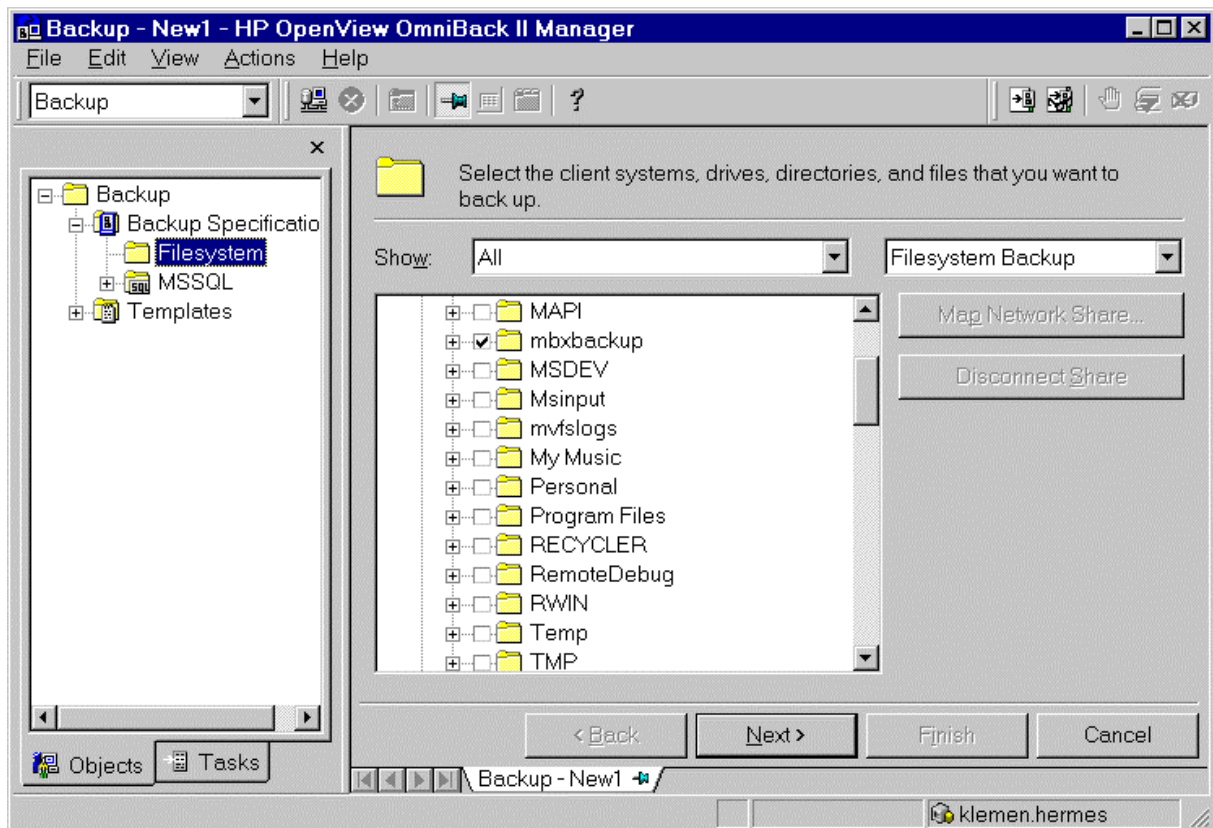 Backup - New1 - HP OpenView OmniBack II Manager
File Edit View Actions Help
Backup
?
Backup
Backup Specificatio
Filesystem
sql MSSQL
Templates
Objects Tasks
Select the client systems, drives, directories, and files that you want to
back up.
Show: All Filesystem Backup
MAPI
mbxbackup
MSDEV
Msinput
mvfslogs
My Music
Personal
Program Files
RECYCLER
RemoteDebug
RWIN
Temp
TMP
Map Network Share...
Disconnect Share
< Back Next > Finish Cancel
Backup - New1
klemen.hermes